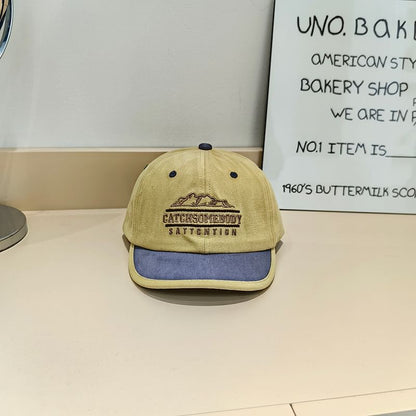 UNO. BAK
AMERICAN STY
BAKERY SHOP
WE ARE IN
NO.1 ITEM IS
1960'S BUTTERMILK SCO
CATCHSOMEBODY
SATTENTION